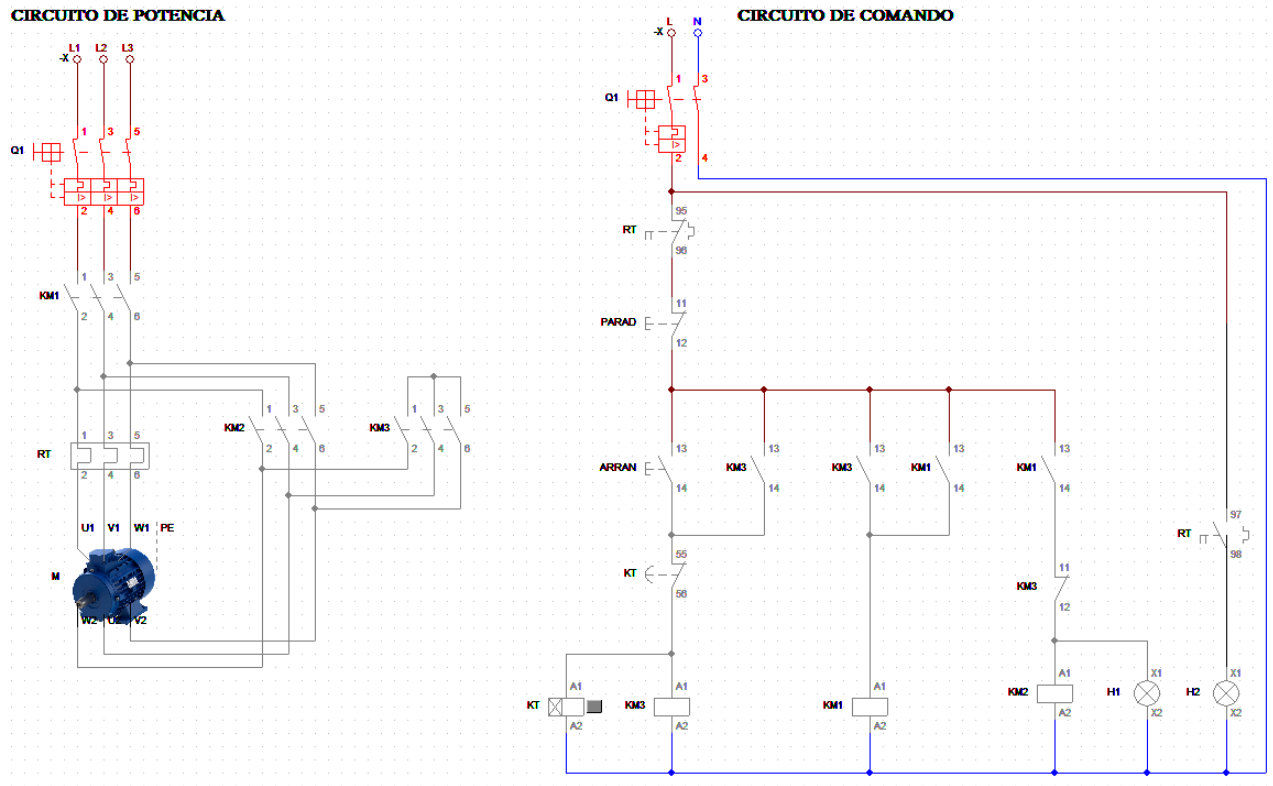 CIRCUITO DE POTENCIA
CIRCUITO DE COMANDO
L1 L2 L3
-X
L N
-X
Q1
1 3 5
2 4 6
Q1
1 3
2 4
KM1
1 3 5
2 4 6
RT
95
96
PARAD
11
12
KM2
1 3 5
2 4 6
KM3
1 3 5
2 4 6
RT
1 3 5
2 4 6
ARRAN
13
14
KM3
13
14
KM3
13
14
KM1
13
14
KM1
13
14
U1 V1 W1 PE
M
W2 U2 V2
KT
55
56
KM3
11
12
RT
97
98
KT
A1
A2
KM3
A1
A2
KM1
A1
A2
KM2
A1
A2
H1
X1
X2
H2
X1
X2